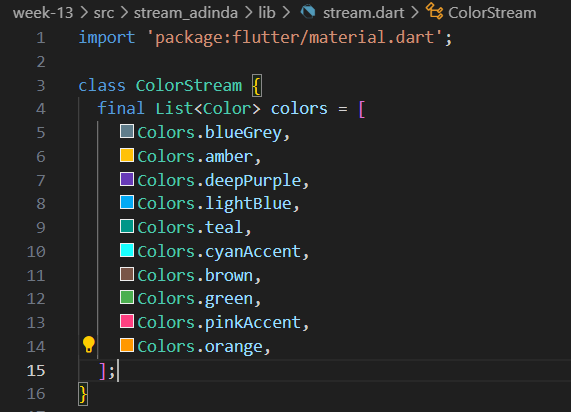 week-13 > src > stream_adinda > lib > stream.dart > ColorStream
1 import 'package:flutter/material.dart';
2
3 class ColorStream {
4 final List<Color> colors = [
5 Colors.blueGrey,
6 Colors.amber,
7 Colors.deepPurple,
8 Colors.lightBlue,
9 Colors.teal,
10 Colors.cyanAccent,
11 Colors.brown,
12 Colors.green,
13 Colors.pinkAccent,
14 Colors.orange,
15 ];
16 }